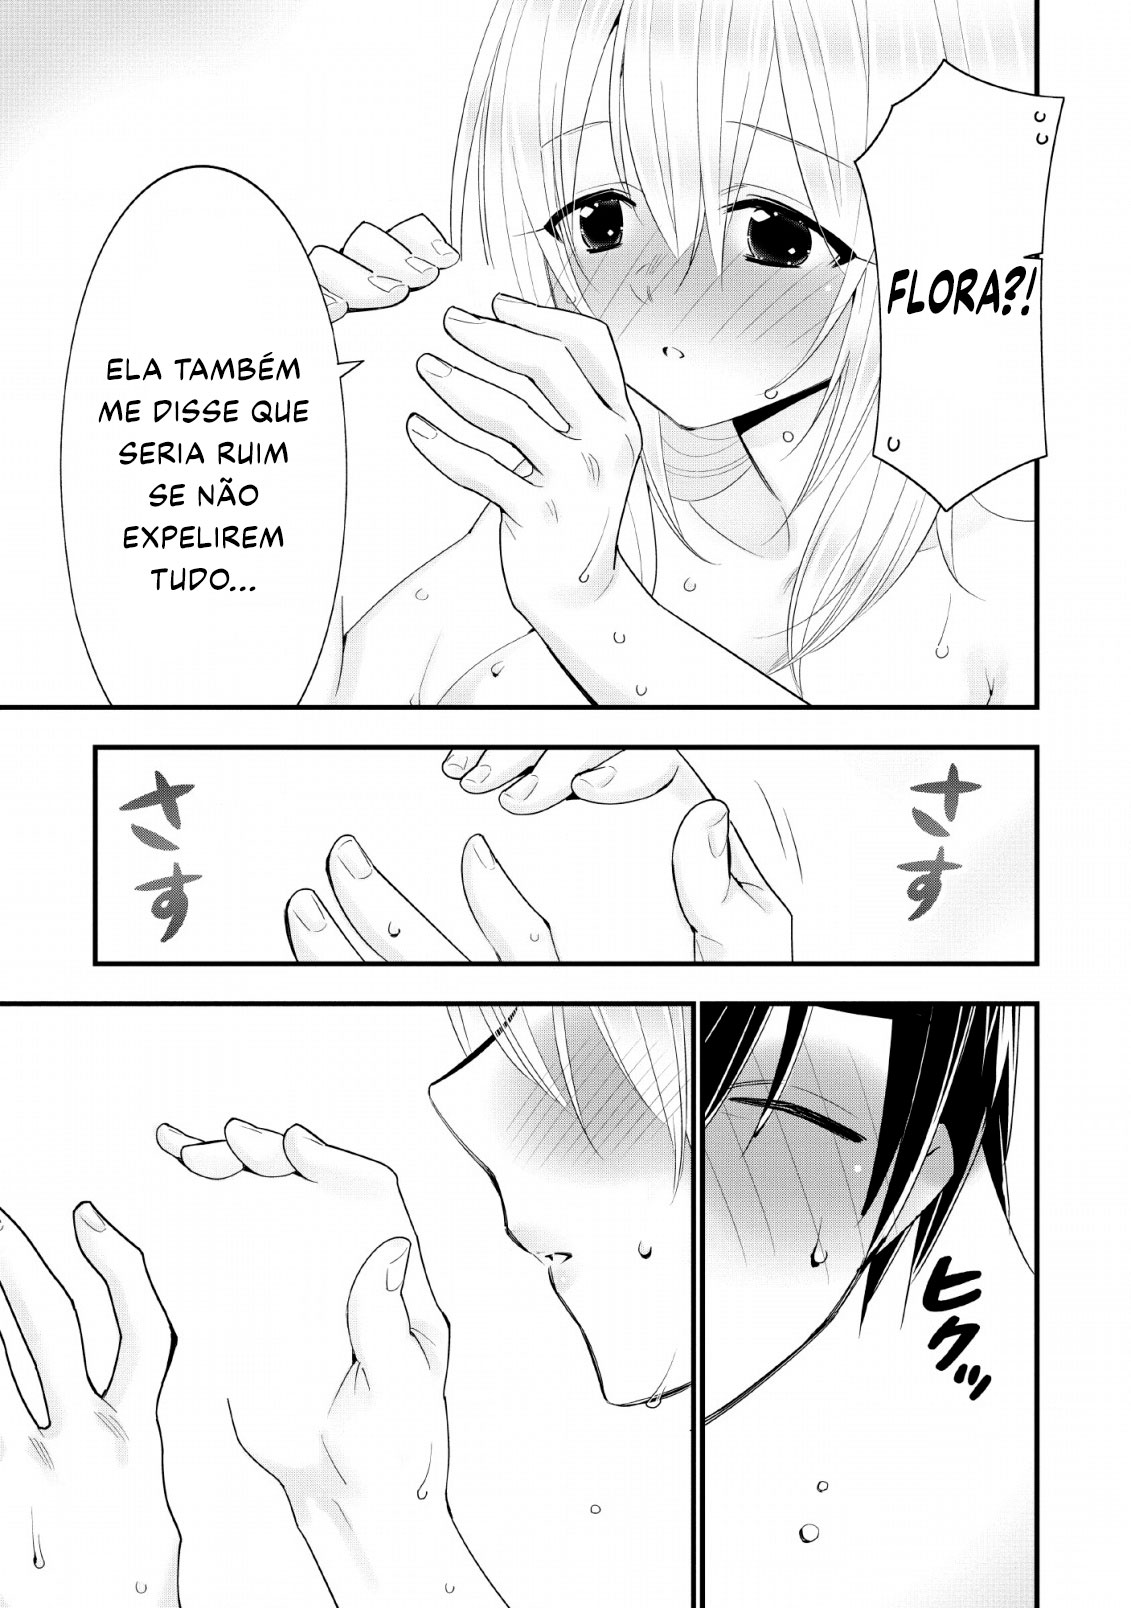 FLORA?!
ELA TAMBÉM
ME DISSE QUE
SERIA RUIM
SE NÃO
EXPELIREM
TUDO...
さす
さす
ヒクッ